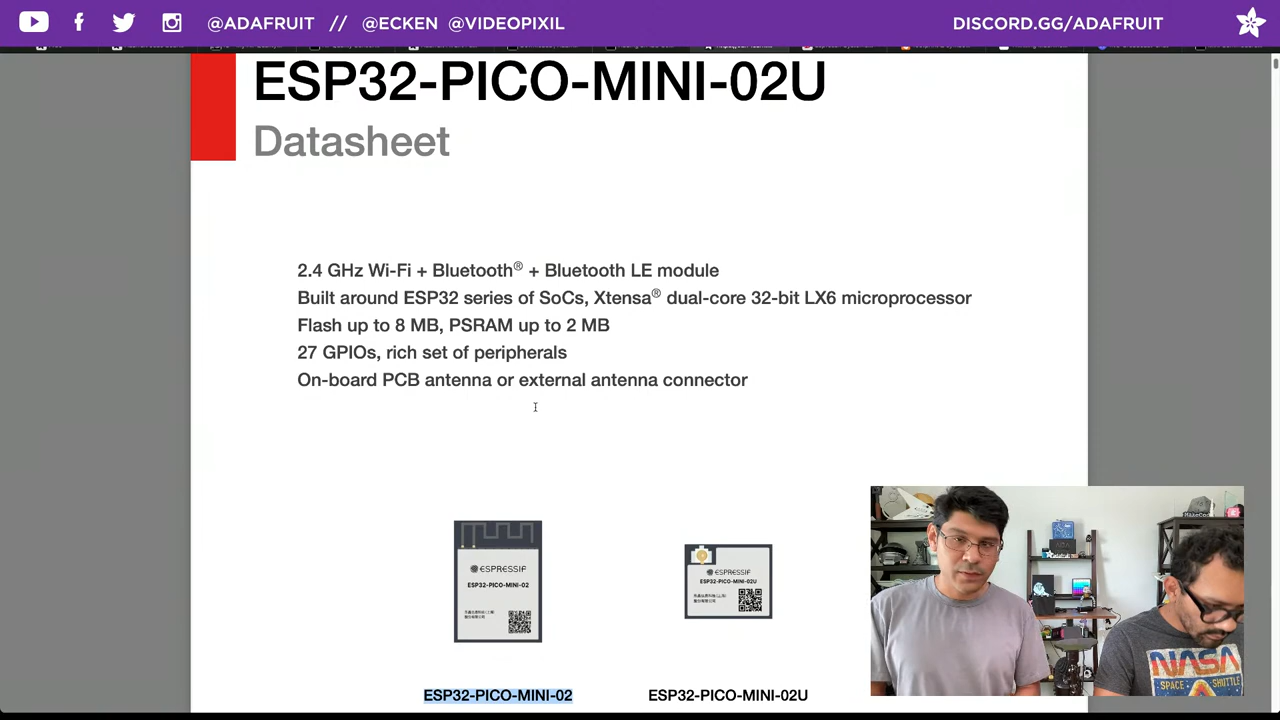 @ADAFRUIT // @ECKEN @VIDEOPIXIL
DISCORD.GG/ADAFRUIT
ESP32-PICO-MINI-02U
Datasheet
2.4 GHz Wi-Fi + Bluetooth® + Bluetooth LE module
Built around ESP32 series of SoCs, Xtensa® dual-core 32-bit LX6 microprocessor
Flash up to 8 MB, PSRAM up to 2 MB
27 GPIOs, rich set of peripherals
On-board PCB antenna or external antenna connector
ESPRESSIF
ESP32-PICO-MINI-02
ESPRESSIF
ESP32-PICO-MINI-02U
ESP32-PICO-MINI-02
ESP32-PICO-MINI-02U
NASA
SPACE SHUTTLE